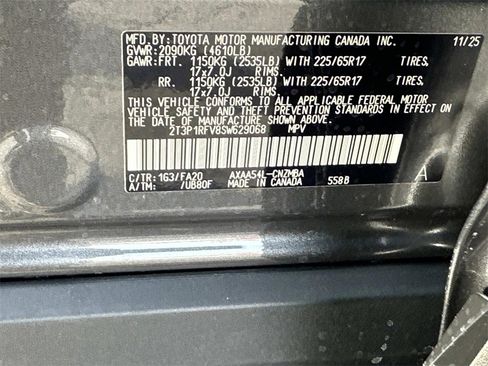 MFD.BY:TOYOTA MOTOR MANUFACTURING CANADA INC. 11/25
GVWR:2090KG (4610LB)
GAWR:FRT. 1150KG (2535LB) WITH 225/65R17 TIRES,
17x7.0J RIMS,
RR. 1150KG (2535LB) WITH 225/65R17 TIRES,
17x7.0J RIMS,
THIS VEHICLE CONFORMS TO ALL APPLICABLE FEDERAL MOTOR
VEHICLE SAFETY AND THEFT PREVENTION STANDARDS IN EFFECT
ON THE DATE OF MANUFACTURE SHOWN ABOVE.
2T3P1RFV8SW629068 MPV
C/TR: 1G3/FA20 AXAA54L-CNZMBA A
A/TM: /UB80F MADE IN CANADA 558B